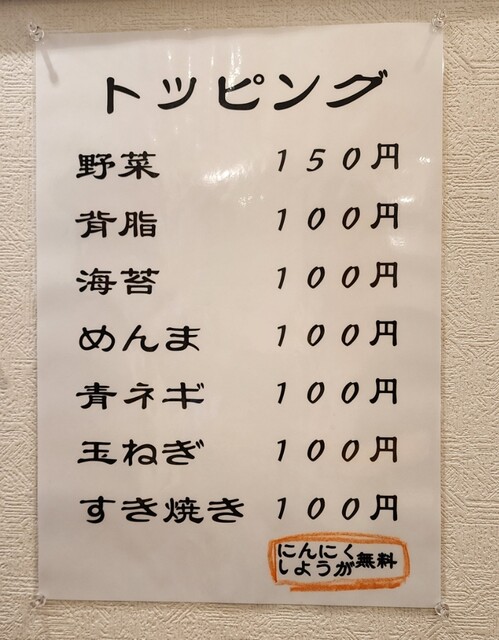 トッピング
野菜 150円
背脂 100円
海苔 100円
めんま 100円
青ネギ 100円
玉ねぎ 100円
すき焼き 100円
にんにく
しょうが 無料